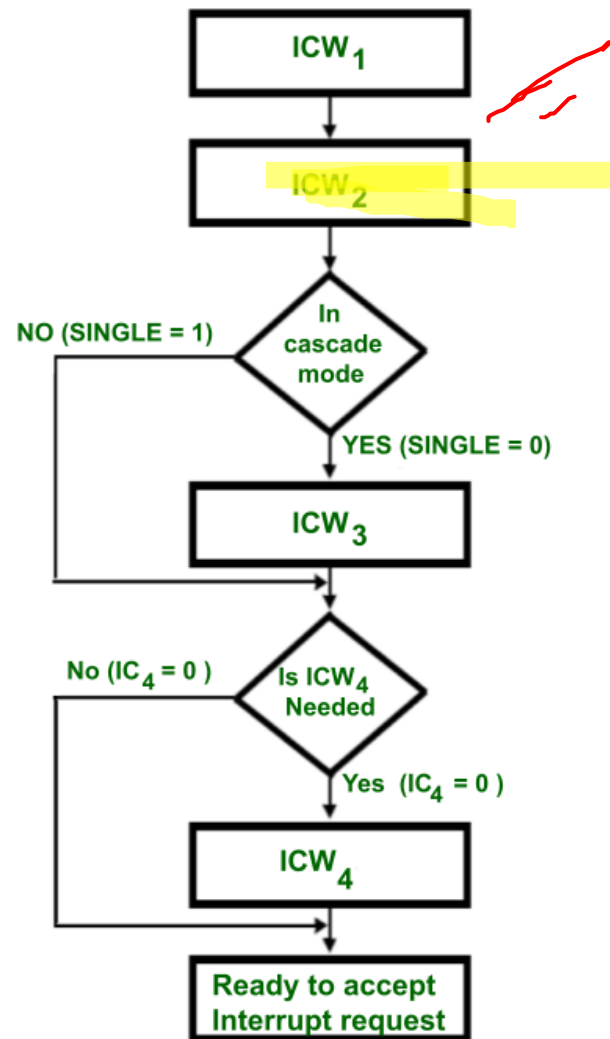 ICW1
ICW2
In
cascade
mode
NO (SINGLE = 1)
YES (SINGLE = 0)
ICW3
No (IC4 = 0 )
Is ICW4
Needed
Yes (IC4 = 0 )
ICW4
Ready to accept
Interrupt request